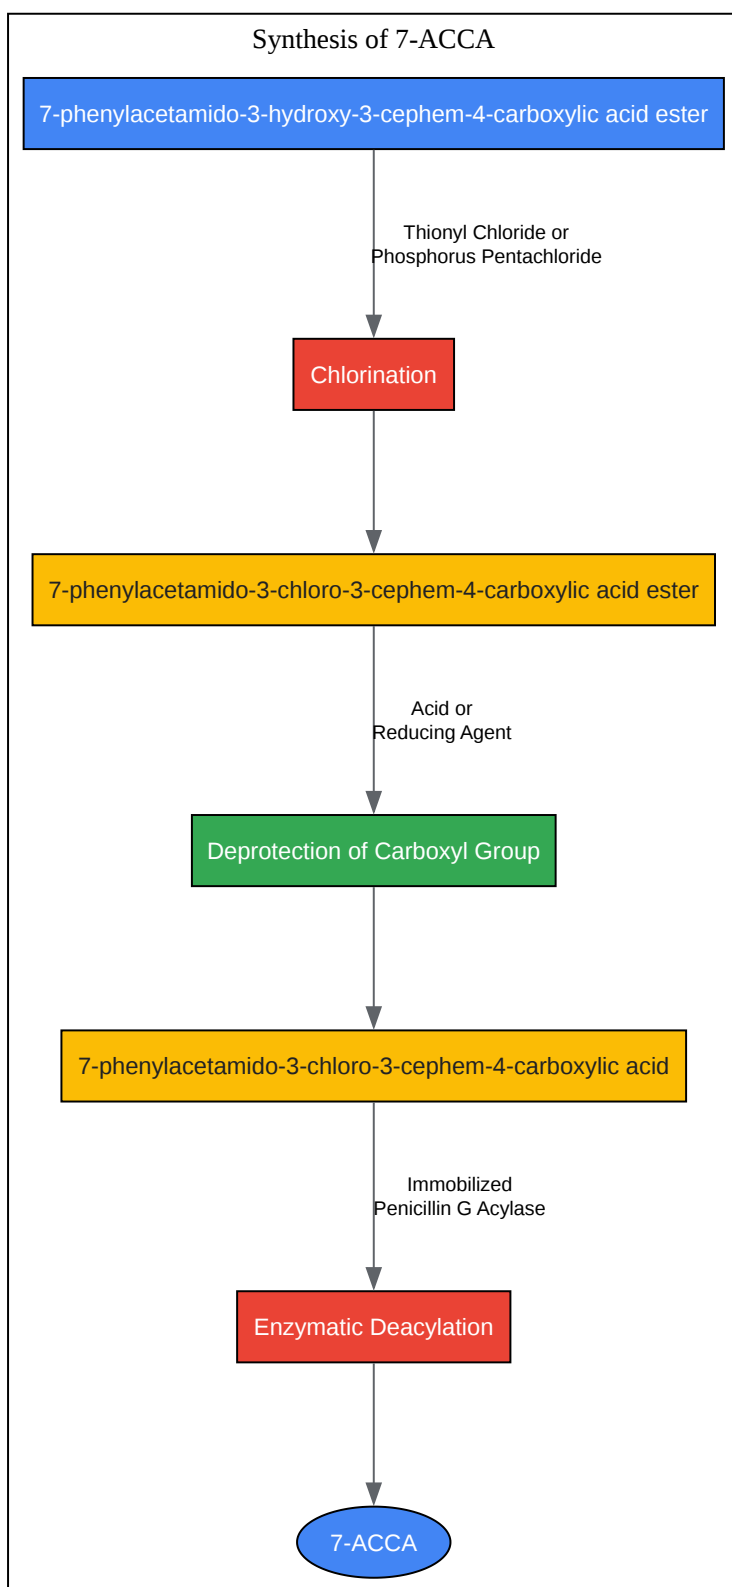 Synthesis of 7-ACCA
7-phenylacetamido-3-hydroxy-3-cephem-4-carboxylic acid ester
Thionyl Chloride or
Phosphorus Pentachloride
Chlorination
7-phenylacetamido-3-chloro-3-cephem-4-carboxylic acid ester
Acid or
Reducing Agent
Deprotection of Carboxyl Group
7-phenylacetamido-3-chloro-3-cephem-4-carboxylic acid
Immobilized
Penicillin G Acylase
Enzymatic Deacylation
7-ACCA